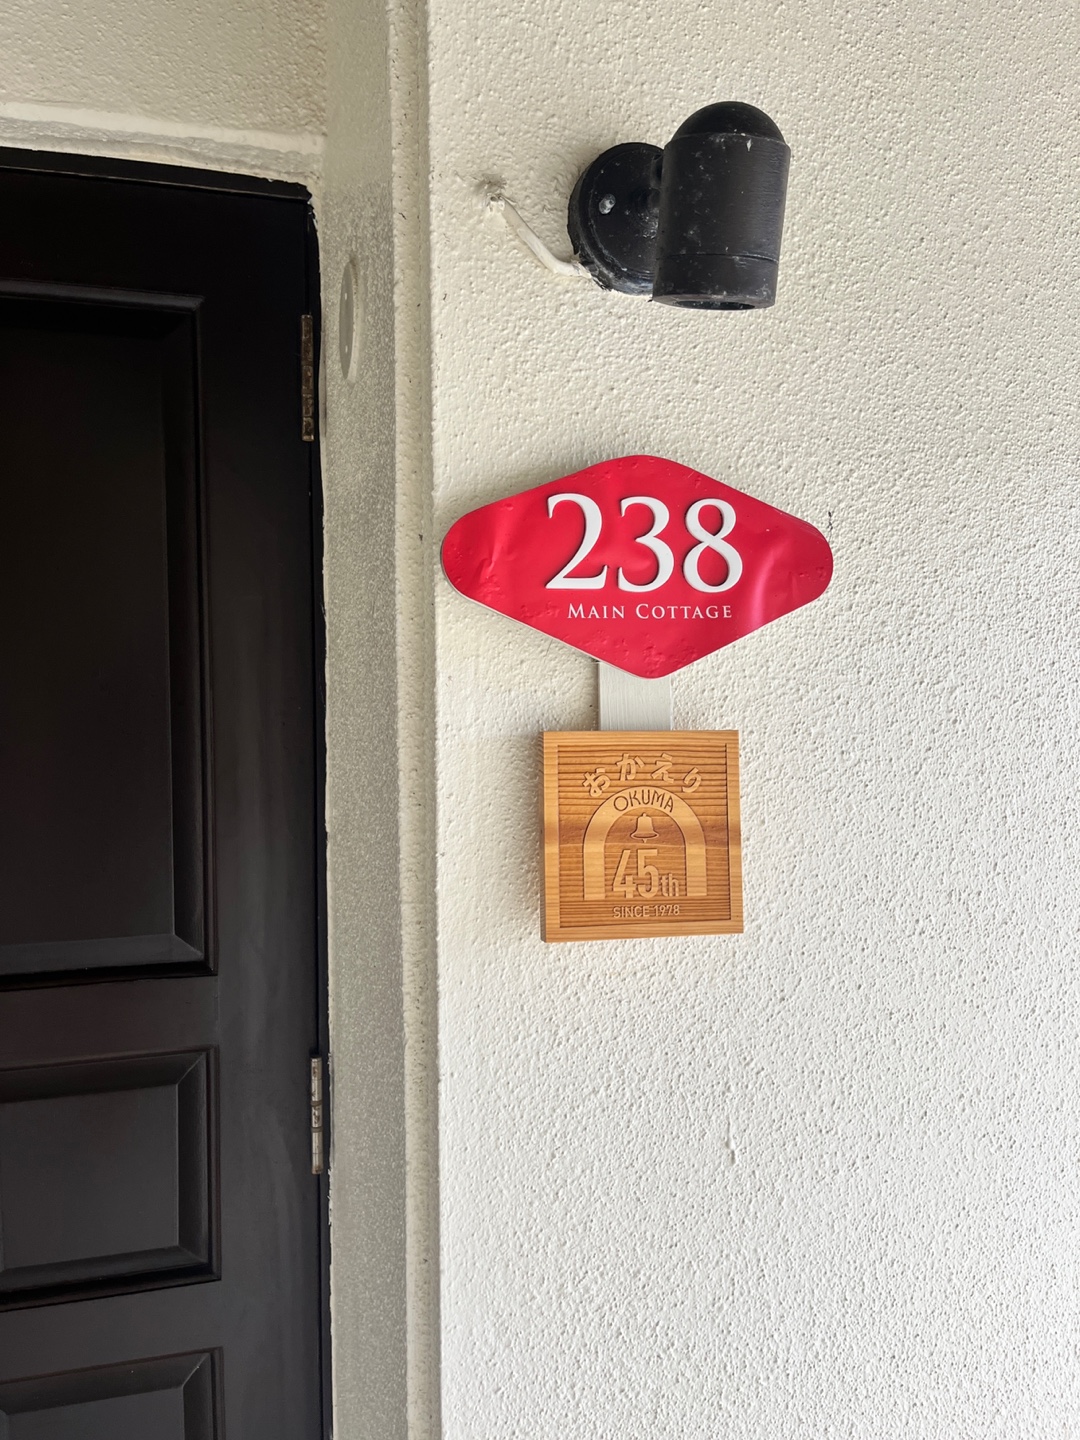 238
MAIN COTTAGE
おかえり
OKUMA
45th
SINCE 1978